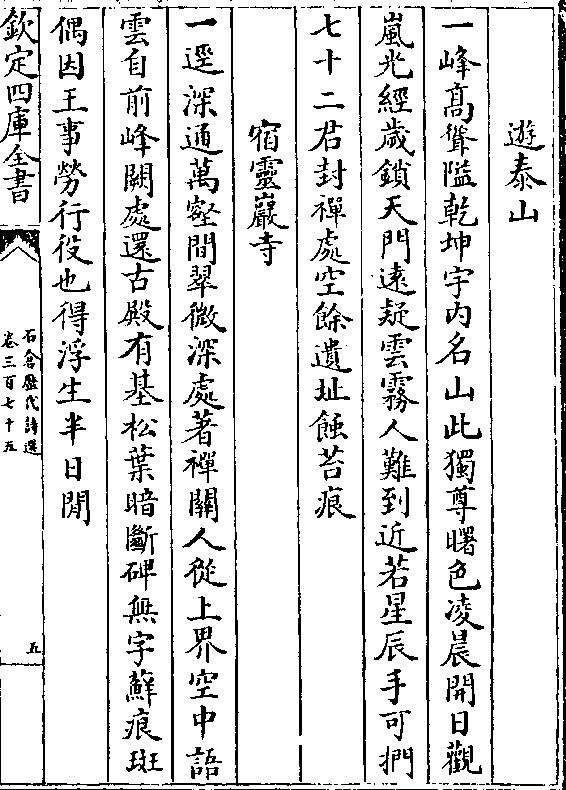 遊泰山
一峰髙聳隘乾坤宇内名山此獨尊曙色凌晨開日觀
嵐光經歲鎖天門遠疑雲霧人難到近若星辰手可捫
七十二君封禪處空餘遺址蝕苔痕
宿靈巖寺
一逕深通萬壑間翠微深處著禪關人從上界空中語
雲自前峰闕處還古殿有基松葉暗斷碑無字蘚痕斑
偶因王事勞行役也得浮生半日閒
欽定四庫全書
石倉歷代詩選
卷三百七十五
五